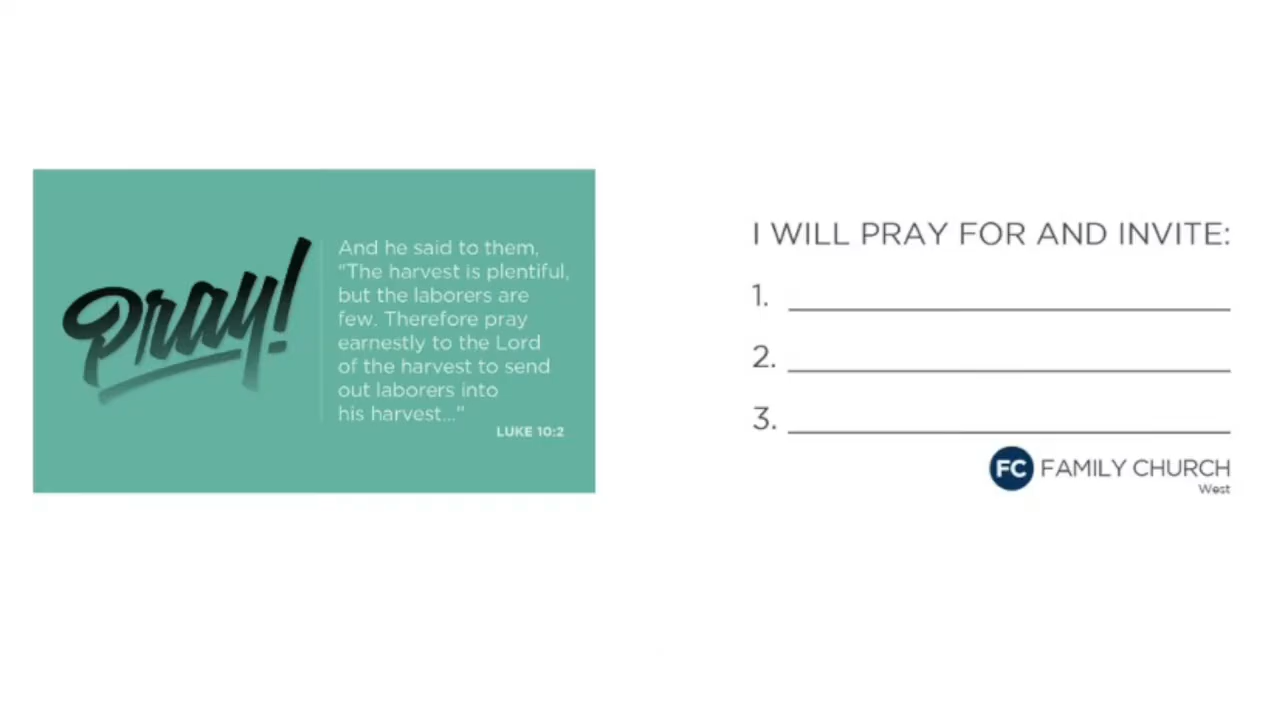 Pray!
And he said to them,
“The harvest is plentiful,
but the laborers are
few. Therefore pray
earnestly to the Lord
of the harvest to send
out laborers into
his harvest...”
LUKE 10:2
I WILL PRAY FOR AND INVITE:
1.
2.
3.
FC FAMILY CHURCH
West